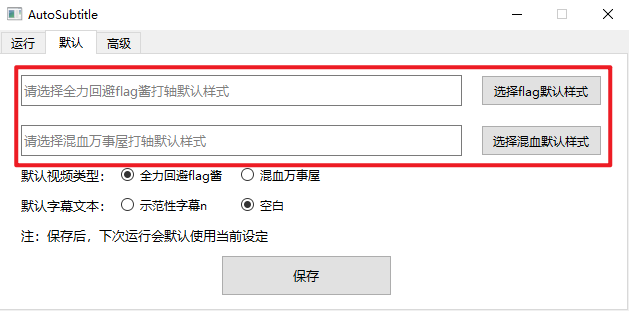 AutoSubtitle
运行 默认 高级
请选择全力回避flag酱打轴默认样式 选择flag默认样式
请选择混血万事屋打轴默认样式 选择混血默认样式
默认视频类型： 全力回避flag酱 混血万事屋
默认字幕文本： 示范性字幕n 空白
注：保存后，下次运行会默认使用当前设定
保存